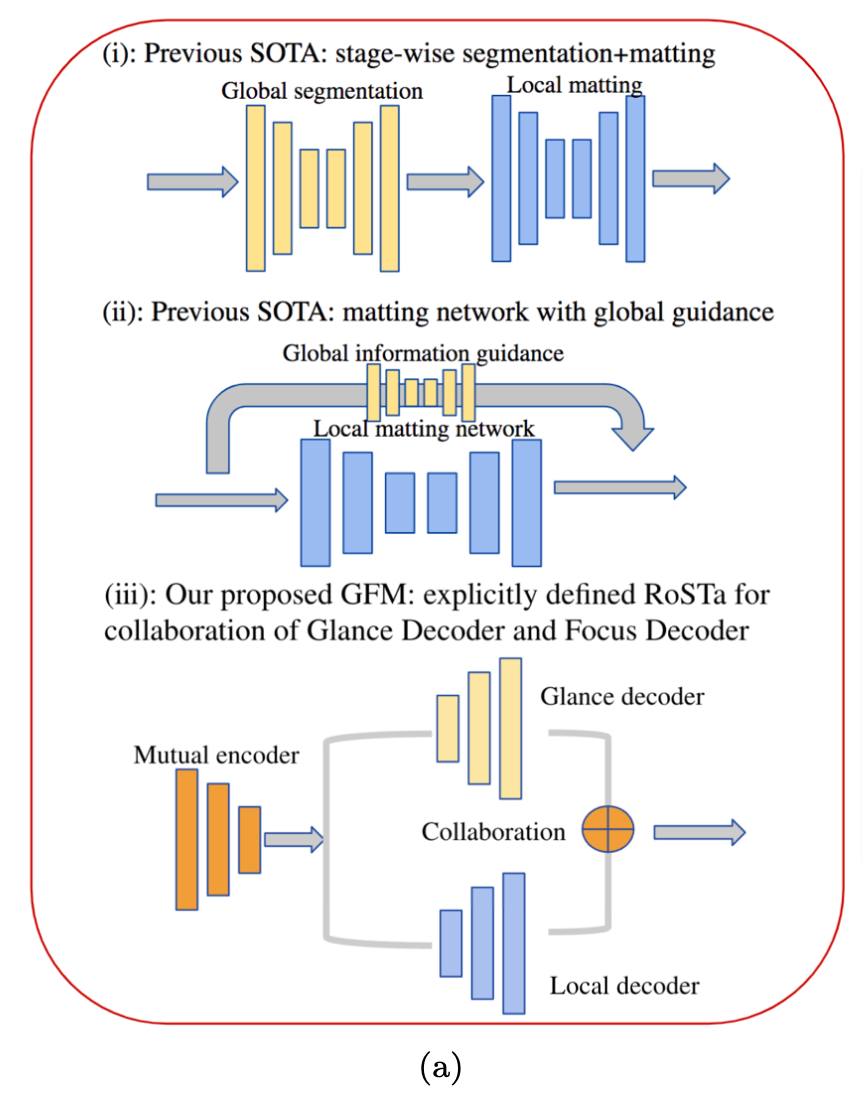 (i): Previous SOTA: stage-wise segmentation+matting
Global segmentation
Local matting
(ii): Previous SOTA: matting network with global guidance
Global information guidance
Local matting network
(iii): Our proposed GFM: explicitly defined RoSTa for
collaboration of Glance Decoder and Focus Decoder
Glance decoder
Mutual encoder
Collaboration
Local decoder
(a)